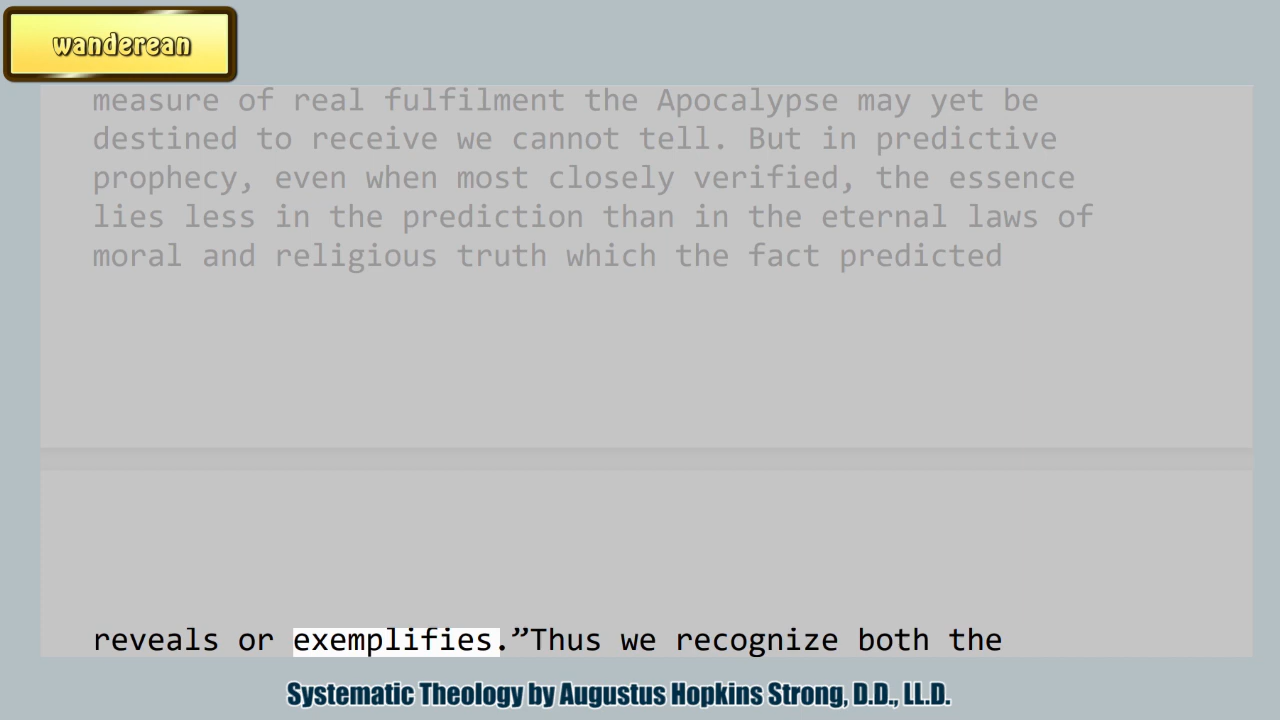 wanderean
measure of real fulfilment the Apocalypse may yet be
destined to receive we cannot tell. But in predictive
prophecy, even when most closely verified, the essence
lies less in the prediction than in the eternal laws of
moral and religious truth which the fact predicted
reveals or exemplifies.”Thus we recognize both the
Systematic Theology by Augustus Hopkins Strong, D.D., LL.D.